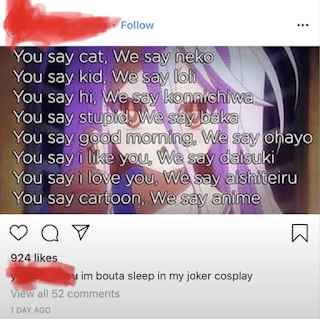 Follow
You say cat, We say neko
You say kid, We say loli
You say hi, We say konnichiwa
You say stupid, We say baka
You say good morning, We say ohayo
You say i like you, We say daisuki
You say i love you, We say aishiteiru
You say cartoon, We say anime
924 likes
im bouta sleep in my joker cosplay
View all 52 comments
1 DAY AGO